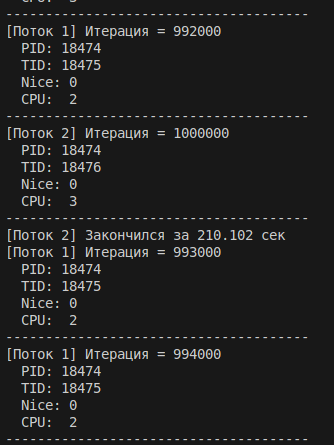 ---------------------------------------
[Поток 1] Итерация = 992000
PID: 18474
TID: 18475
Nice: 0
CPU: 2
---------------------------------------
[Поток 2] Итерация = 1000000
PID: 18474
TID: 18476
Nice: 0
CPU: 3
---------------------------------------
[Поток 2] Закончился за 210.102 сек
[Поток 1] Итерация = 993000
PID: 18474
TID: 18475
Nice: 0
CPU: 2
---------------------------------------
[Поток 1] Итерация = 994000
PID: 18474
TID: 18475
Nice: 0
CPU: 2
---------------------------------------